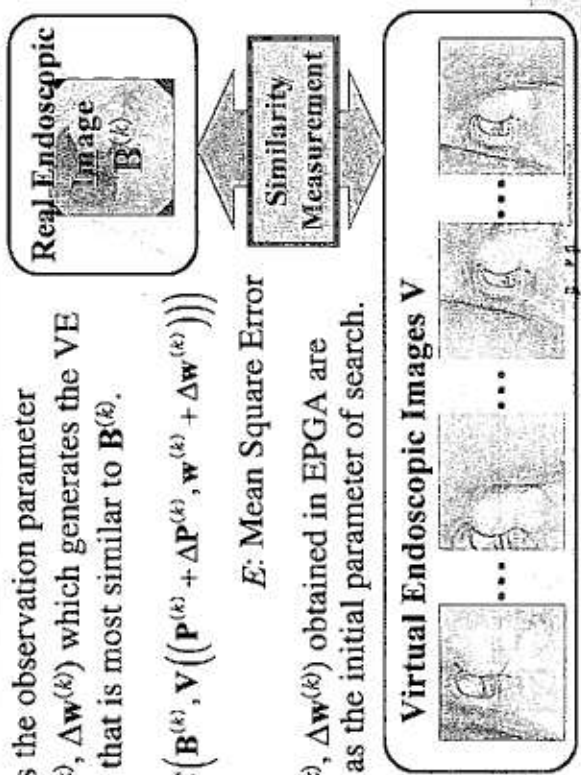 s the observation parameter
⁽ᵏ⁾, Δw⁽ᵏ⁾) which generates the VE
that is most similar to B⁽ᵏ⁾.
(B⁽ᵏ⁾, V((P⁽ᵏ⁾ + ΔP⁽ᵏ⁾, w⁽ᵏ⁾ + Δw⁽ᵏ⁾)))
E: Mean Square Error
⁽ᵏ⁾, Δw⁽ᵏ⁾) obtained in EPGA are
as the initial parameter of search.
Real Endoscopic
Image
B⁽ᵏ⁾
Similarity
Measurement
Virtual Endoscopic Images V
••• ••• •••